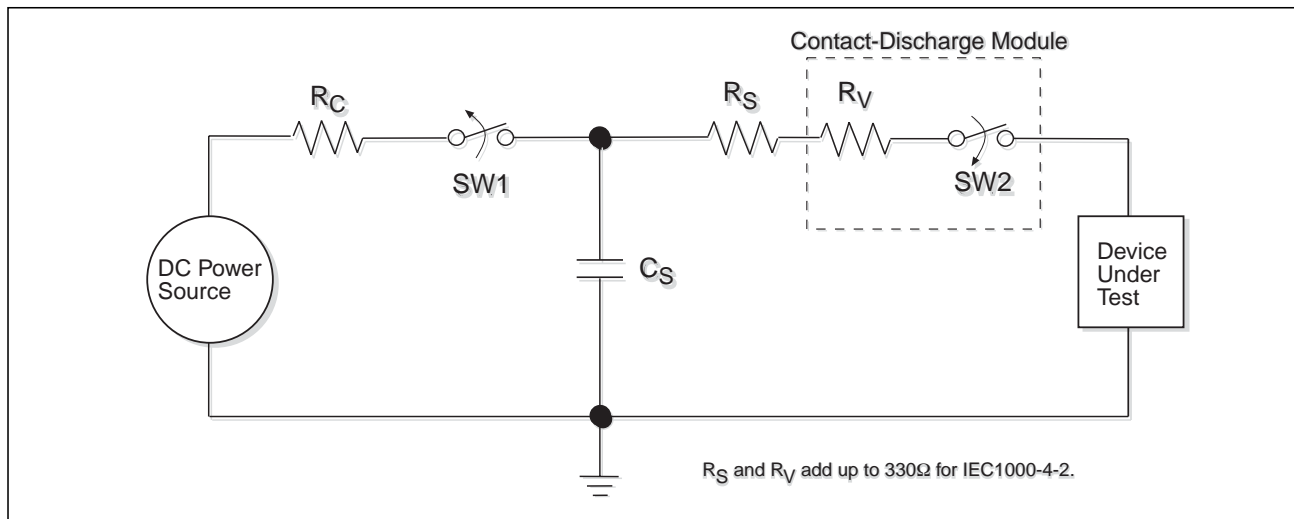 Contact-Discharge Module
RC
RS
RV
SW1
SW2
DC Power
Source
CS
Device
Under
Test
RS and RV add up to 330Ω for IEC1000-4-2.